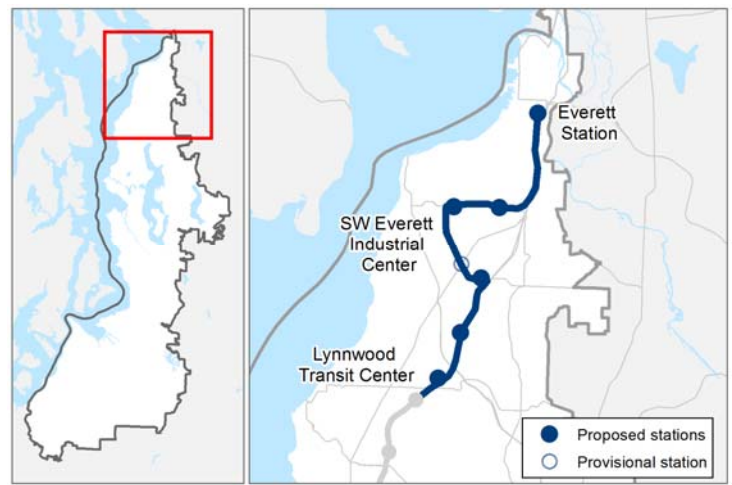 Everett
Station
SW Everett
Industrial
Center
Lynnwood
Transit Center
Proposed stations
Provisional station